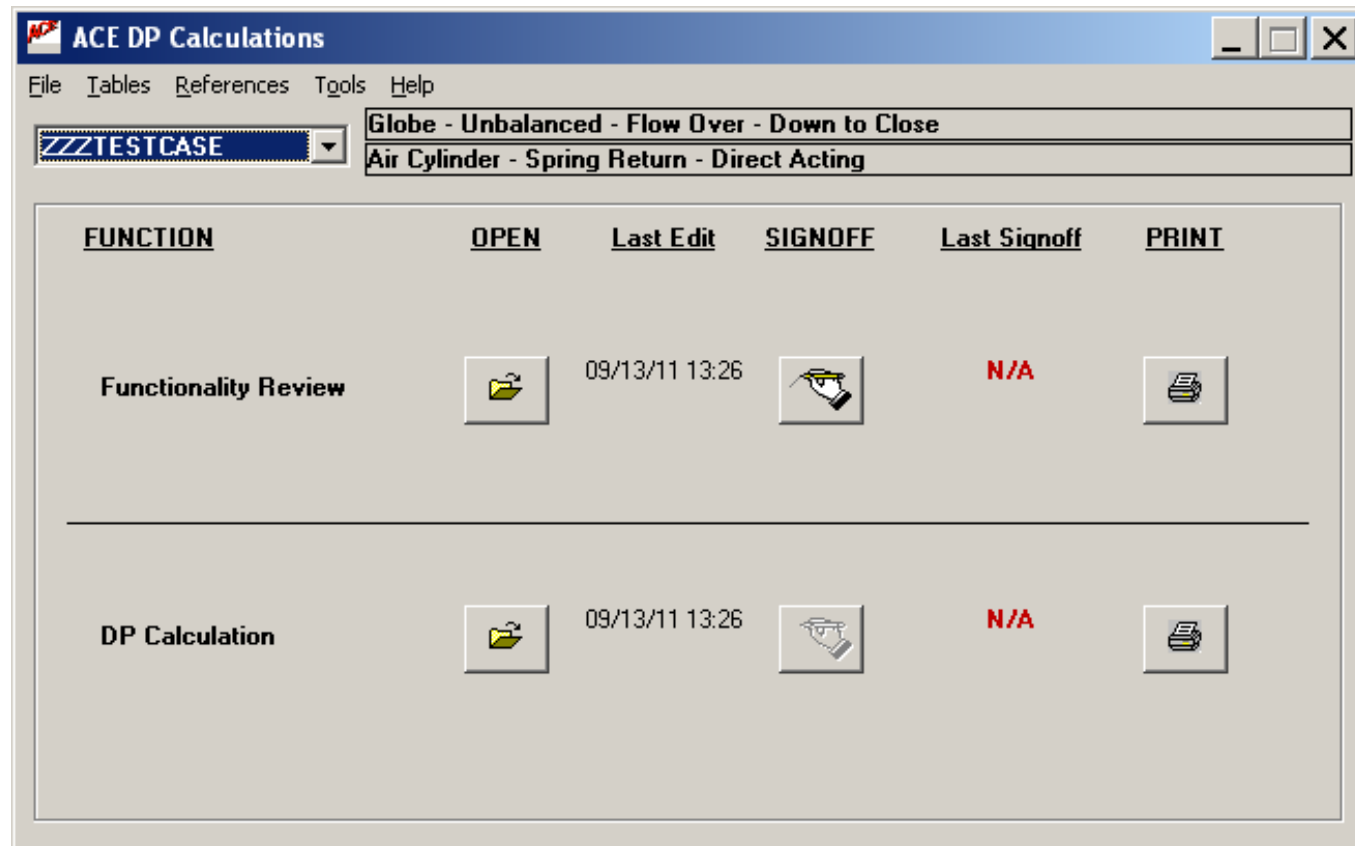 ACE ACE DP Calculations
File Tables References Tools Help
ZZZTESTCASE
Globe - Unbalanced - Flow Over - Down to Close
Air Cylinder - Spring Return - Direct Acting
FUNCTION OPEN Last Edit SIGNOFF Last Signoff PRINT
Functionality Review 09/13/11 13:26 N/A
DP Calculation 09/13/11 13:26 N/A